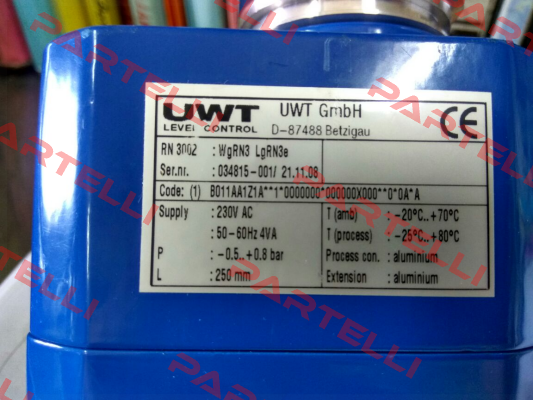 UWT
LEVEL CONTROL
UWT GmbH
D-87488 Betzigau
CE
RN 3002 : WgRN3 LgRN3e
Ser.nr. : 034815-001/ 21.11.08
Code: (1) B011AA1Z1A**1*0000000*000000X000**0*0A*A
Supply : 230V AC
: 50-60Hz 4VA
P : -0.5..+0.8 bar
L : 250 mm
T (amb) : -20°C..+70°C
T (process) : -25°C..+80°C
Process con. : aluminium
Extension : aluminium
PARTELLI
PARTELLI
PARTELLI
PARTELLI
PARTELLI